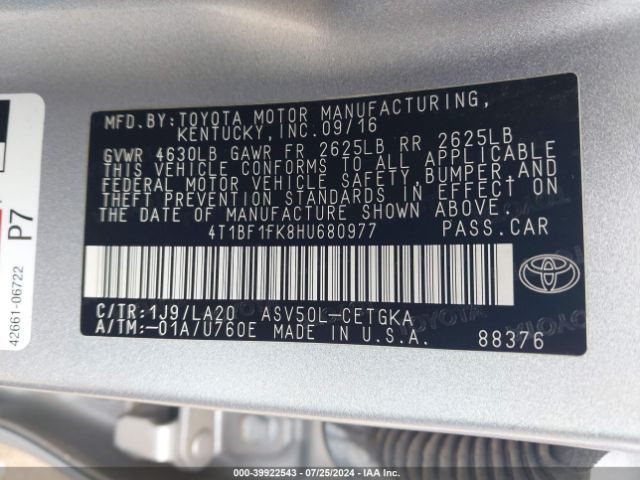 MFD.BY:TOYOTA MOTOR MANUFACTURING,
KENTUCKY,INC.09/16
GVWR 4630LB GAWR FR 2625LB RR 2625LB
THIS VEHICLE CONFORMS TO ALL APPLICABLE
FEDERAL MOTOR VEHICLE SAFETY,BUMPER,AND
THEFT PREVENTION STANDARDS IN EFFECT ON
THE DATE OF MANUFACTURE SHOWN ABOVE.
4T1BF1FK8HU680977 PASS.CAR
C/TR:1J9/LA20 ASV50L-CETGKA
A/TM:-01A/U760E MADE IN U.S.A.
88376
42661-06722
P7
000-39922543 - 07/25/2024 - IAA Inc.